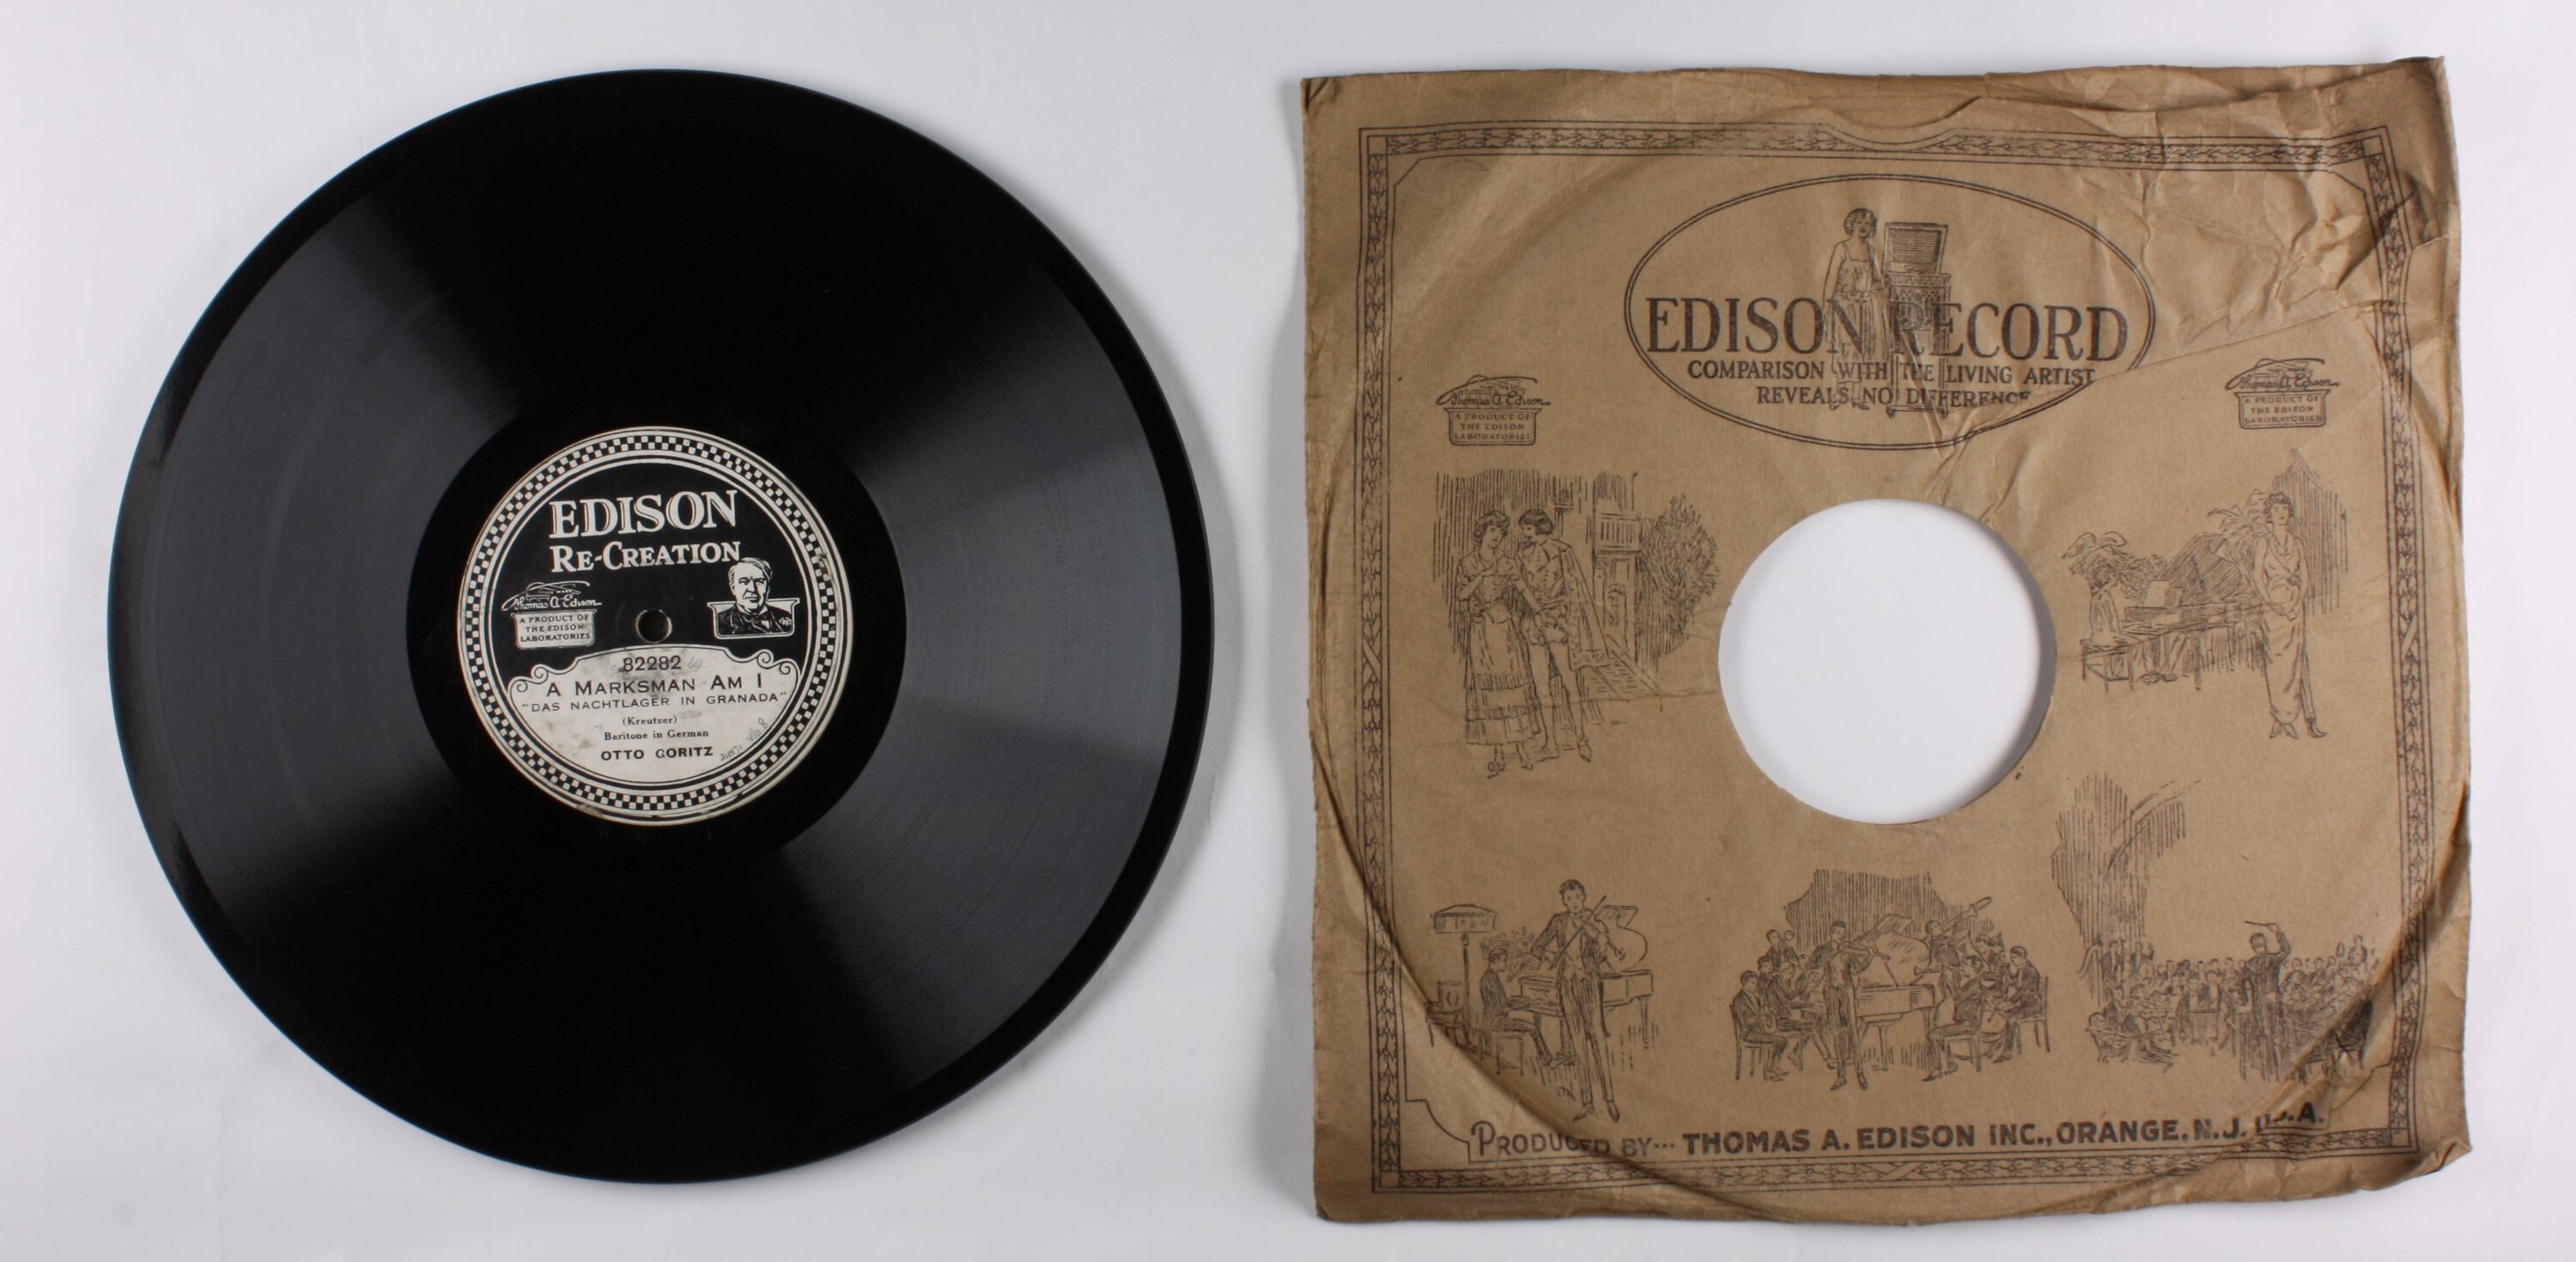 EDISON
RE-CREATION
TRADE MARK
Thomas A. Edison
A PRODUCT OF
THE EDISON
LABORATORIES
82282
A MARKSMAN AM I
"DAS NACHTLAGER IN GRANADA"
(Kreutzer)
Baritone in German
OTTO GORITZ
EDISON RECORD
COMPARISON WITH THE LIVING ARTIST
REVEALS NO DIFFERENCE
Thomas A. Edison
A PRODUCT OF
THE EDISON
LABORATORIES
Thomas A. Edison
A PRODUCT OF
THE EDISON
LABORATORIES
PRODUCED BY... THOMAS A. EDISON INC., ORANGE, N.J. U.S.A.